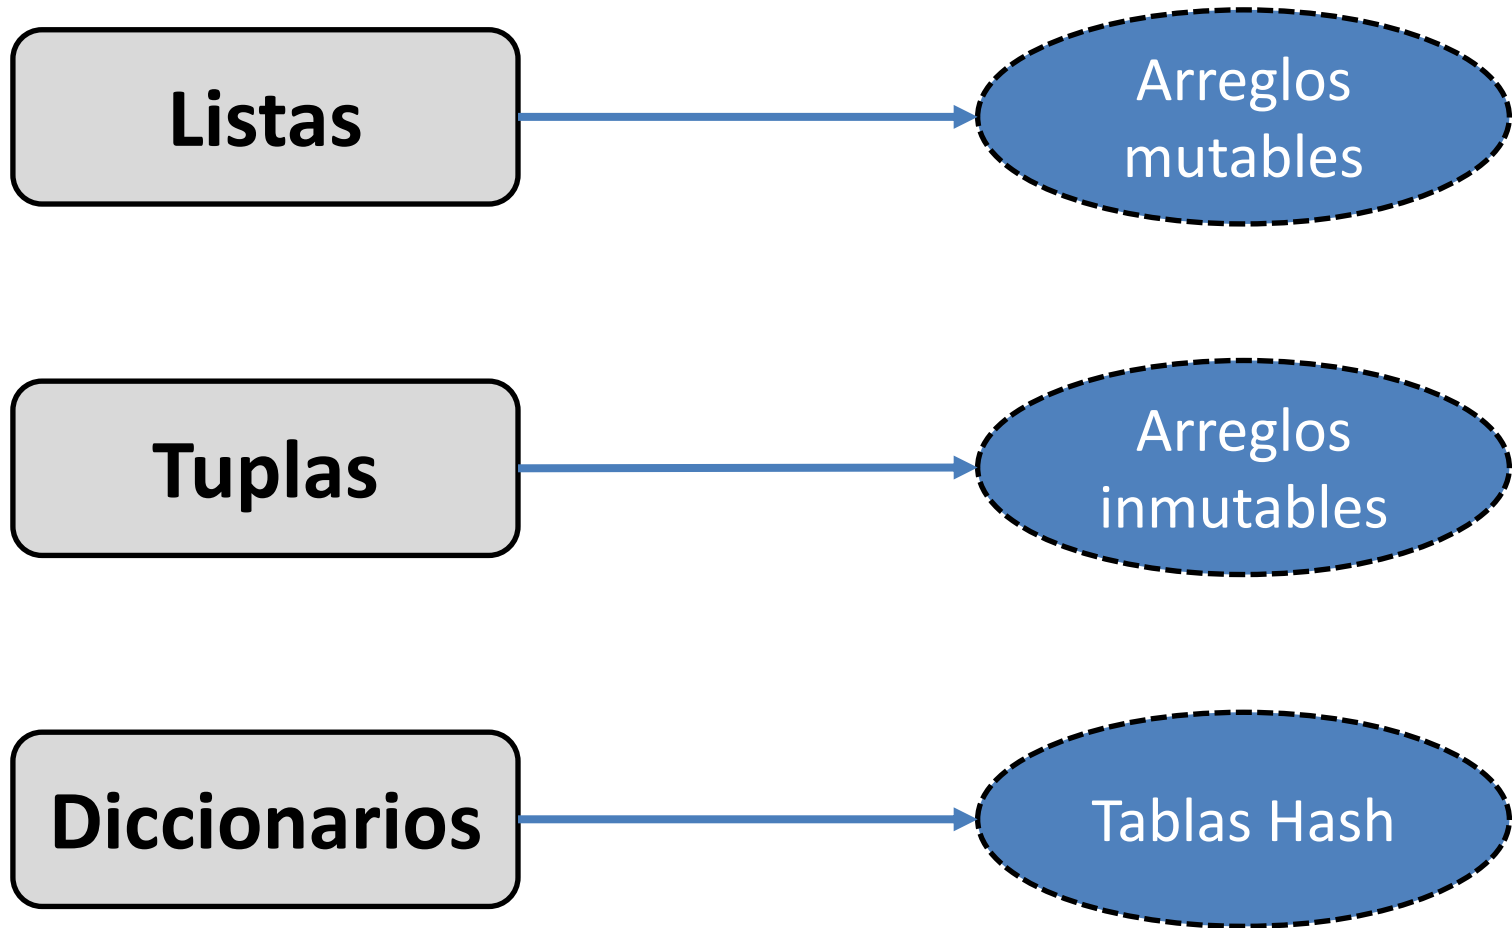 Listas
Arreglos
mutables
Tuplas
Arreglos
inmutables
Diccionarios
Tablas Hash